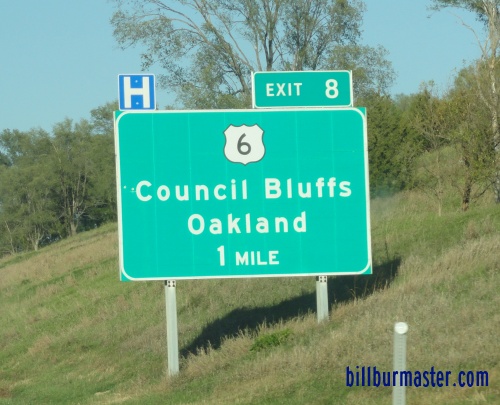 H
EXIT 8
6
Council Bluffs
Oakland
1 MILE
billburmaster.com